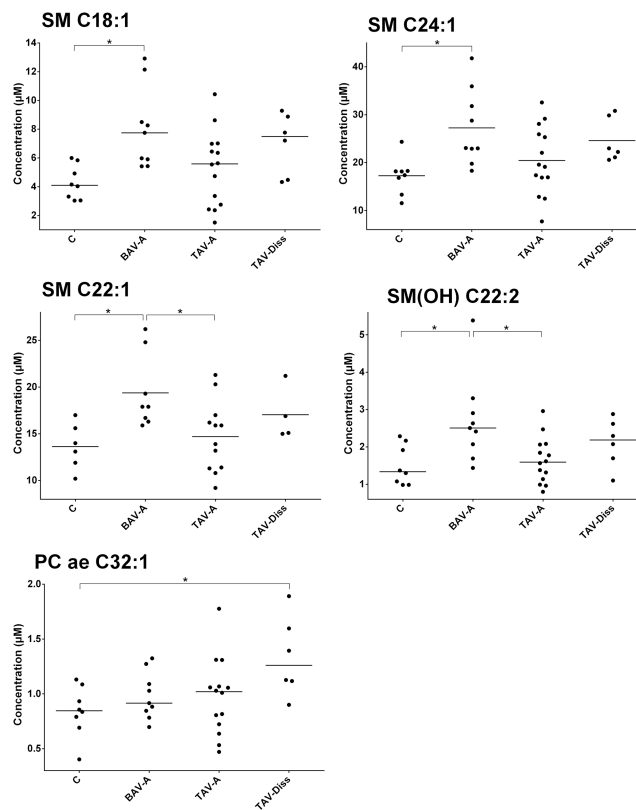 SM C18:1
*
14
12
10
8
6
4
2
Concentration (µM)
C
BAV-A
TAV-A
TAV-Diss
SM C24:1
*
40
30
20
10
Concentration (µM)
C
BAV-A
TAV-A
TAV-Diss
SM C22:1
*
*
25
20
15
10
Concentration (µM)
C
BAV-A
TAV-A
TAV-Diss
SM(OH) C22:2
*
*
5
4
3
2
1
Concentration (µM)
C
BAV-A
TAV-A
TAV-Diss
PC ae C32:1
*
2.0
1.5
1.0
0.5
Concentration (µM)
C
BAV-A
TAV-A
TAV-Diss